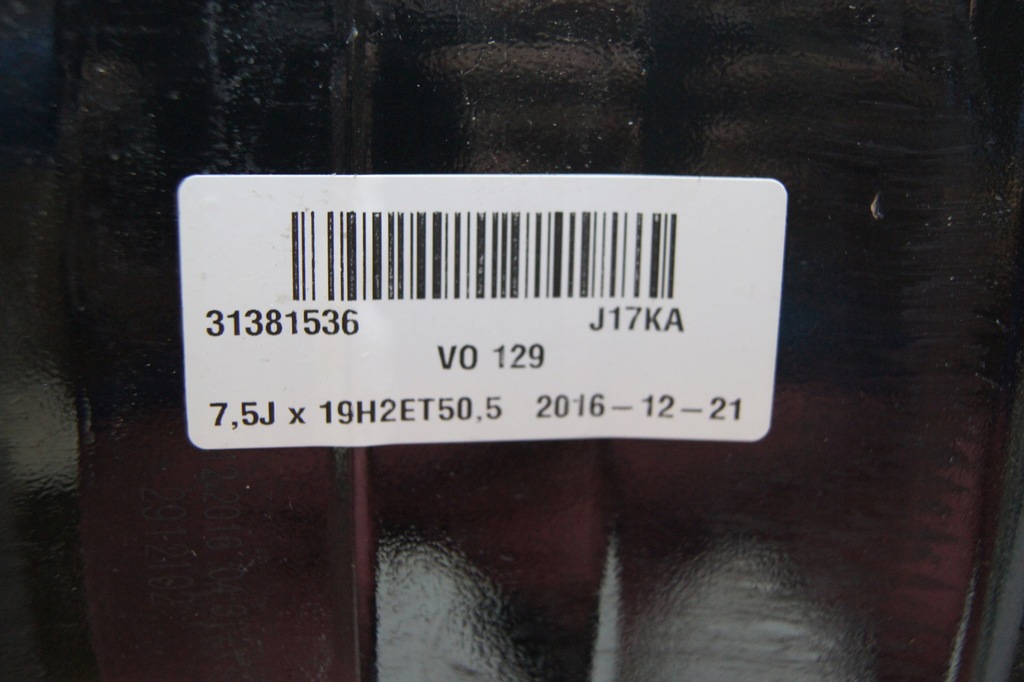 31381536 J17KA
VO 129
7,5J x 19H2ET50,5 2016-12-21